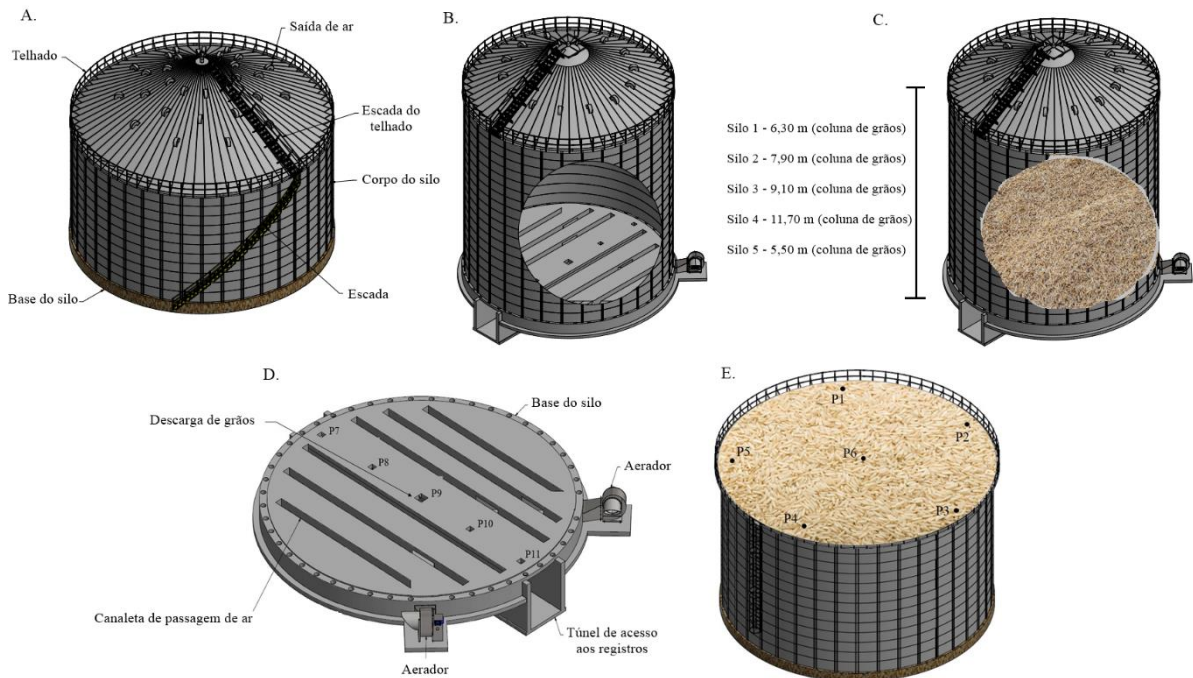 A.
Saída de ar
Telhado
Escada do
telhado
Corpo do silo
Base do silo
Escada
B.
C.
Silo 1 - 6,30 m (coluna de grãos)
Silo 2 - 7,90 m (coluna de grãos)
Silo 3 - 9,10 m (coluna de grãos)
Silo 4 - 11,70 m (coluna de grãos)
Silo 5 - 5,50 m (coluna de grãos)
D.
Base do silo
Descarga de grãos
P7
P8
P9
P10
P11
Aerador
Canaleta de passagem de ar
Túnel de acesso
aos registros
Aerador
E.
P1
P2
P5
P6
P3
P4